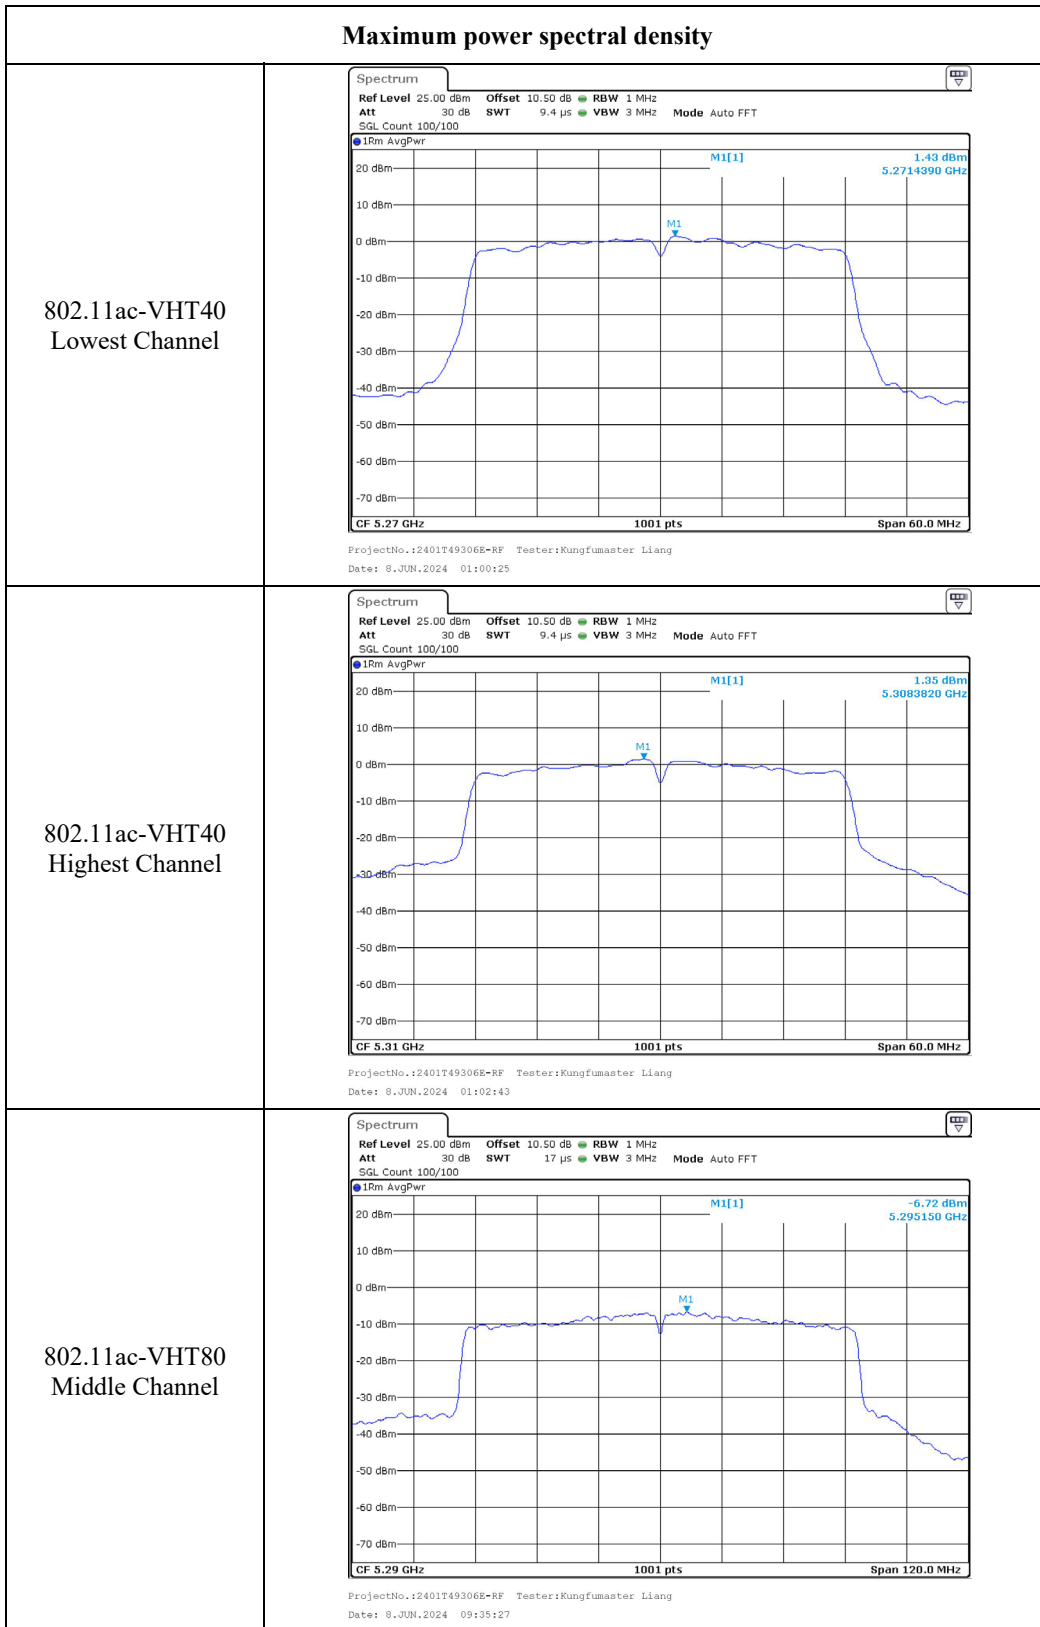 Maximum power spectral density
802.11ac-VHT40
Lowest Channel
Spectrum
Ref Level 25.00 dBm Offset 10.50 dB RBW 1 MHz
Att 30 dB SWT 9.4 µs VBW 3 MHz Mode Auto FFT
SGL Count 100/100
1Rm AvgPwr
M1[1] 1.43 dBm
5.2714390 GHz
20 dBm
10 dBm
M1
0 dBm
-10 dBm
-20 dBm
-30 dBm
-40 dBm
-50 dBm
-60 dBm
-70 dBm
CF 5.27 GHz 1001 pts Span 60.0 MHz
ProjectNo.:2401T49306E-RF Tester:Kungfumaster Liang
Date: 8.JUN.2024 01:00:25
802.11ac-VHT40
Highest Channel
Spectrum
Ref Level 25.00 dBm Offset 10.50 dB RBW 1 MHz
Att 30 dB SWT 9.4 µs VBW 3 MHz Mode Auto FFT
SGL Count 100/100
1Rm AvgPwr
M1[1] 1.35 dBm
5.3083820 GHz
20 dBm
10 dBm
M1
0 dBm
-10 dBm
-20 dBm
-30 dBm
-40 dBm
-50 dBm
-60 dBm
-70 dBm
CF 5.31 GHz 1001 pts Span 60.0 MHz
ProjectNo.:2401T49306E-RF Tester:Kungfumaster Liang
Date: 8.JUN.2024 01:02:43
802.11ac-VHT80
Middle Channel
Spectrum
Ref Level 25.00 dBm Offset 10.50 dB RBW 1 MHz
Att 30 dB SWT 17 µs VBW 3 MHz Mode Auto FFT
SGL Count 100/100
1Rm AvgPwr
M1[1] -6.72 dBm
5.295150 GHz
20 dBm
10 dBm
0 dBm
M1
-10 dBm
-20 dBm
-30 dBm
-40 dBm
-50 dBm
-60 dBm
-70 dBm
CF 5.29 GHz 1001 pts Span 120.0 MHz
ProjectNo.:2401T49306E-RF Tester:Kungfumaster Liang
Date: 8.JUN.2024 09:35:27